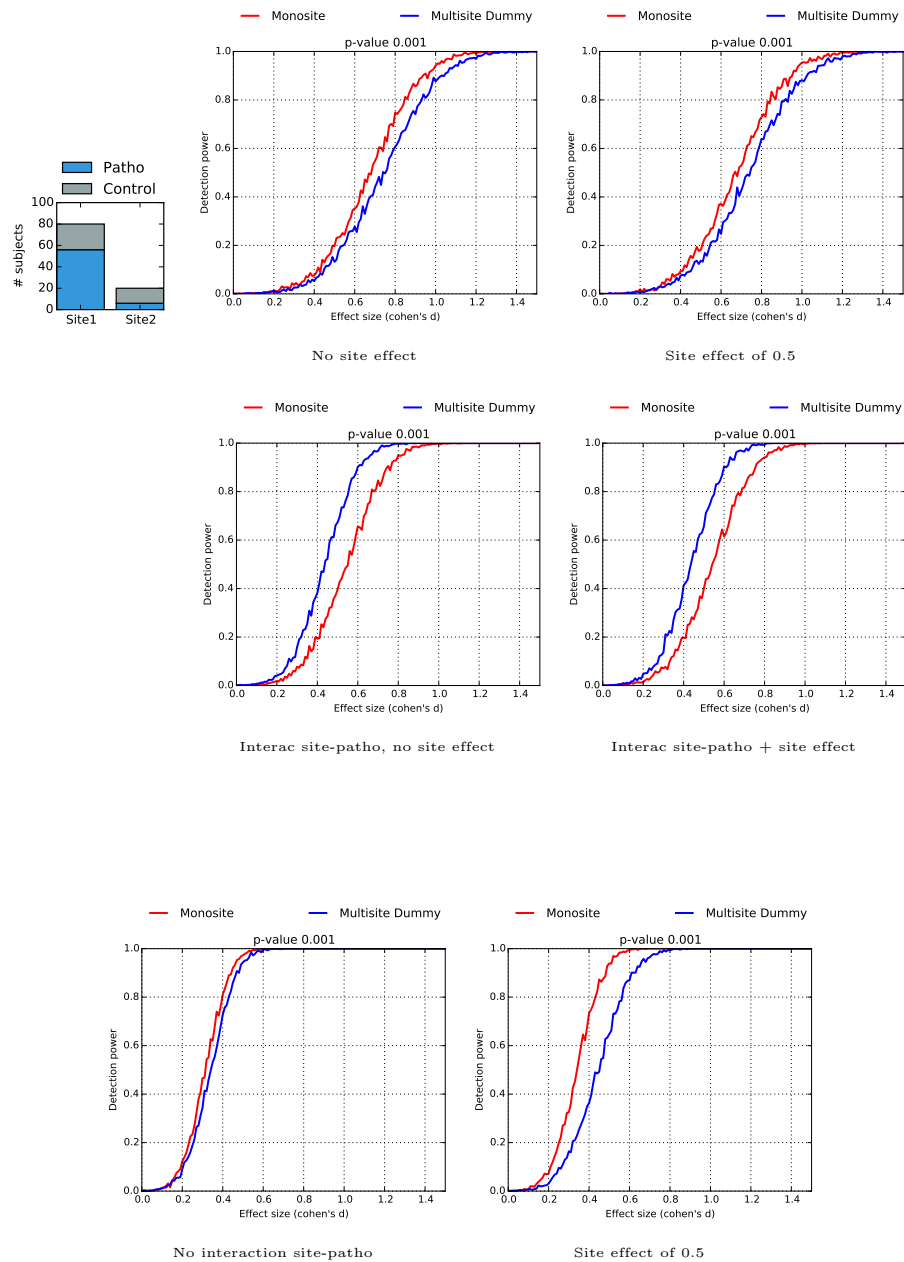 Monosite Multisite Dummy Monosite Multisite Dummy
p-value 0.001 p-value 0.001
Patho
Control
# subjects
100
80
60
40
20
0
Site1 Site2
Detection power
1.0
0.8
0.6
0.4
0.2
0.0
0.0 0.2 0.4 0.6 0.8 1.0 1.2 1.4
Effect size (cohen's d)
No site effect
Detection power
1.0
0.8
0.6
0.4
0.2
0.0
0.0 0.2 0.4 0.6 0.8 1.0 1.2 1.4
Effect size (cohen's d)
Site effect of 0.5
Monosite Multisite Dummy
p-value 0.001
Detection power
1.0
0.8
0.6
0.4
0.2
0.0
0.0 0.2 0.4 0.6 0.8 1.0 1.2 1.4
Effect size (cohen's d)
Interac site-patho, no site effect
Monosite Multisite Dummy
p-value 0.001
Detection power
1.0
0.8
0.6
0.4
0.2
0.0
0.0 0.2 0.4 0.6 0.8 1.0 1.2 1.4
Effect size (cohen's d)
Interac site-patho + site effect
Monosite Multisite Dummy
p-value 0.001
Detection power
1.0
0.8
0.6
0.4
0.2
0.0
0.0 0.2 0.4 0.6 0.8 1.0 1.2 1.4
Effect size (cohen's d)
No interaction site-patho
Monosite Multisite Dummy
p-value 0.001
Detection power
1.0
0.8
0.6
0.4
0.2
0.0
0.0 0.2 0.4 0.6 0.8 1.0 1.2 1.4
Effect size (cohen's d)
Site effect of 0.5